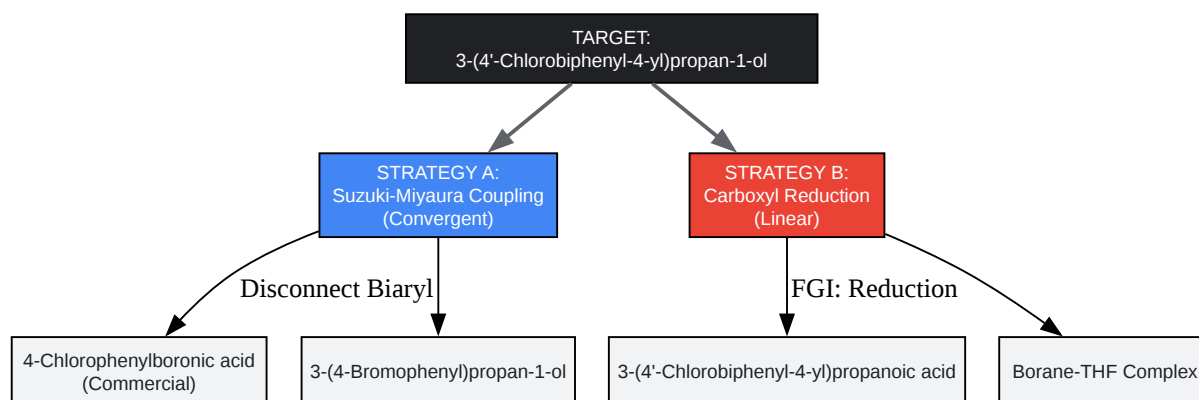 TARGET:
3-(4'-Chlorobiphenyl-4-yl)propan-1-ol
STRATEGY A:
Suzuki-Miyaura Coupling
(Convergent)
STRATEGY B:
Carboxyl Reduction
(Linear)
Disconnect Biaryl
FGI: Reduction
4-Chlorophenylboronic acid
(Commercial)
3-(4-Bromophenyl)propan-1-ol
3-(4'-Chlorobiphenyl-4-yl)propanoic acid
Borane-THF Complex